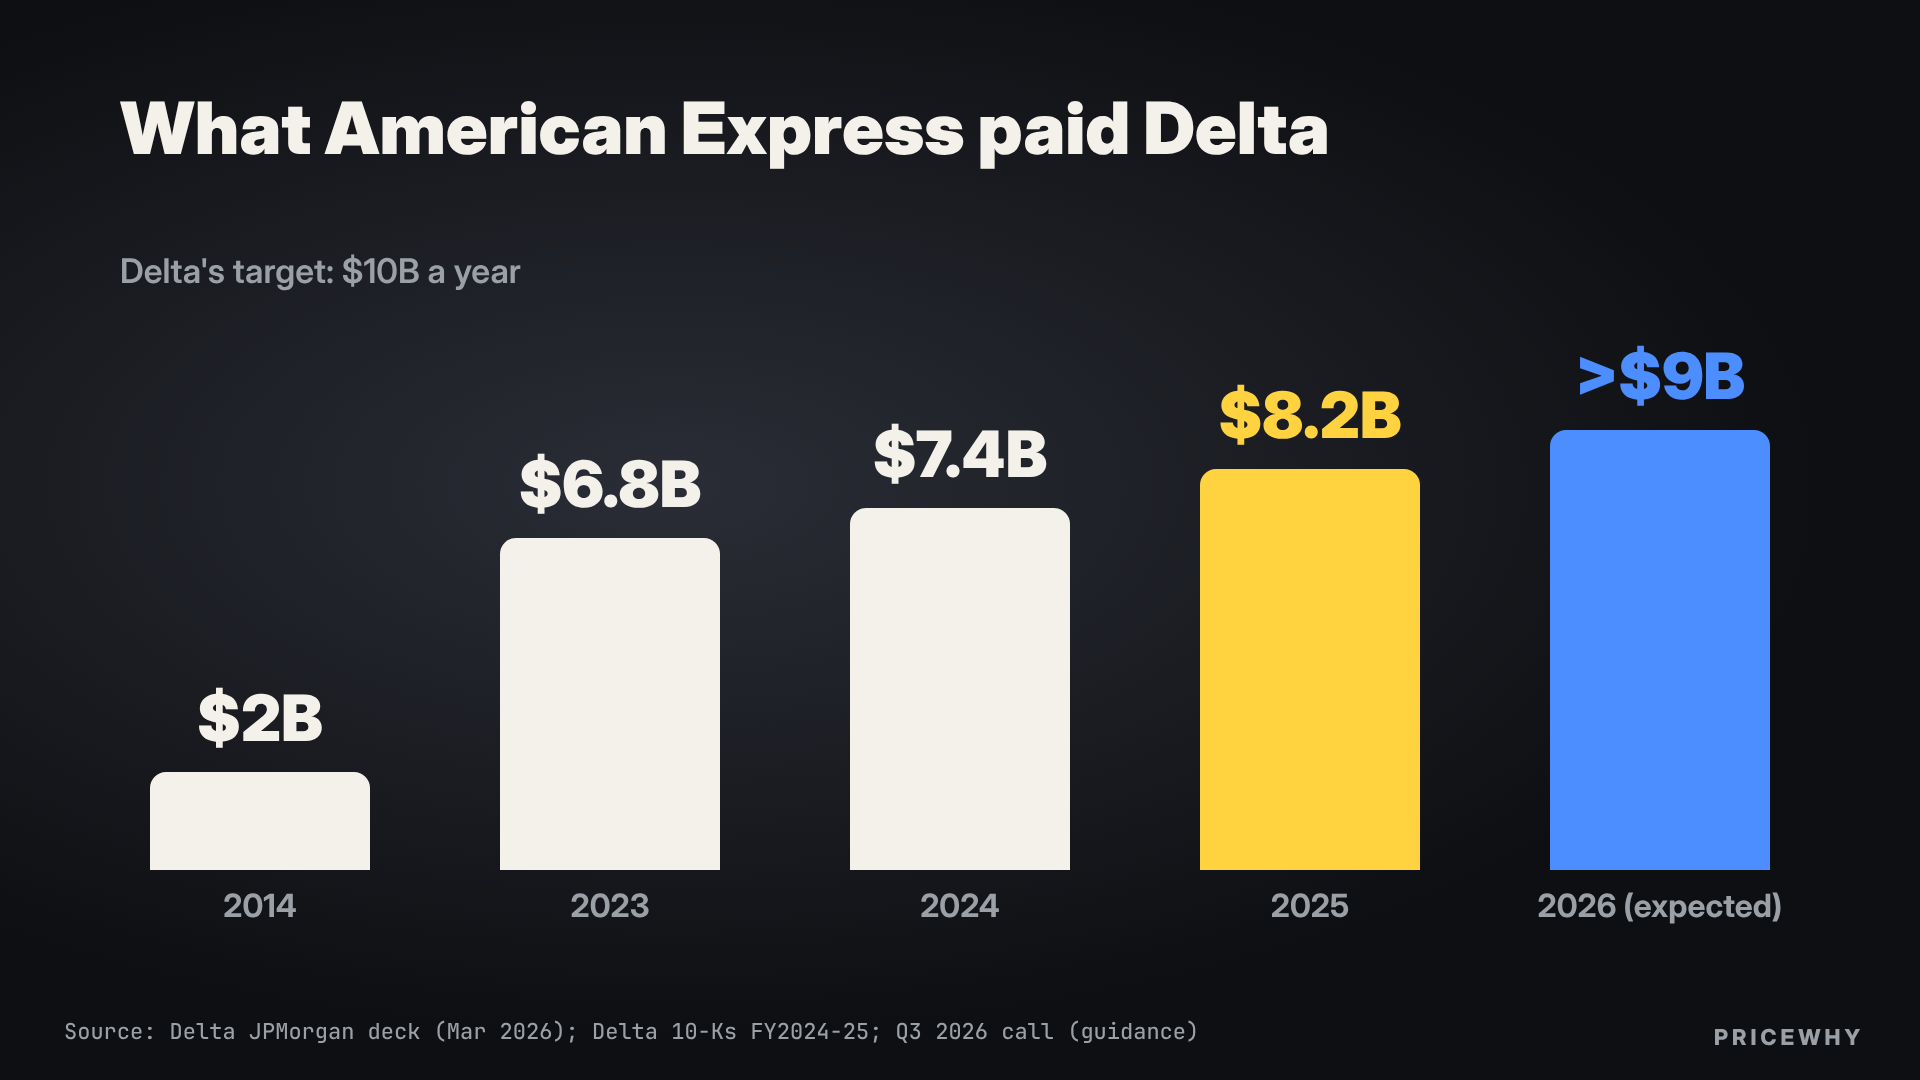 What American Express paid Delta
Delta's target: $10B a year
$2B
$6.8B
$7.4B
$8.2B
>$9B
2014
2023
2024
2025
2026 (expected)
Source: Delta JPMorgan deck (Mar 2026); Delta 10-Ks FY2024-25; Q3 2026 call (guidance)
PRICEWHY